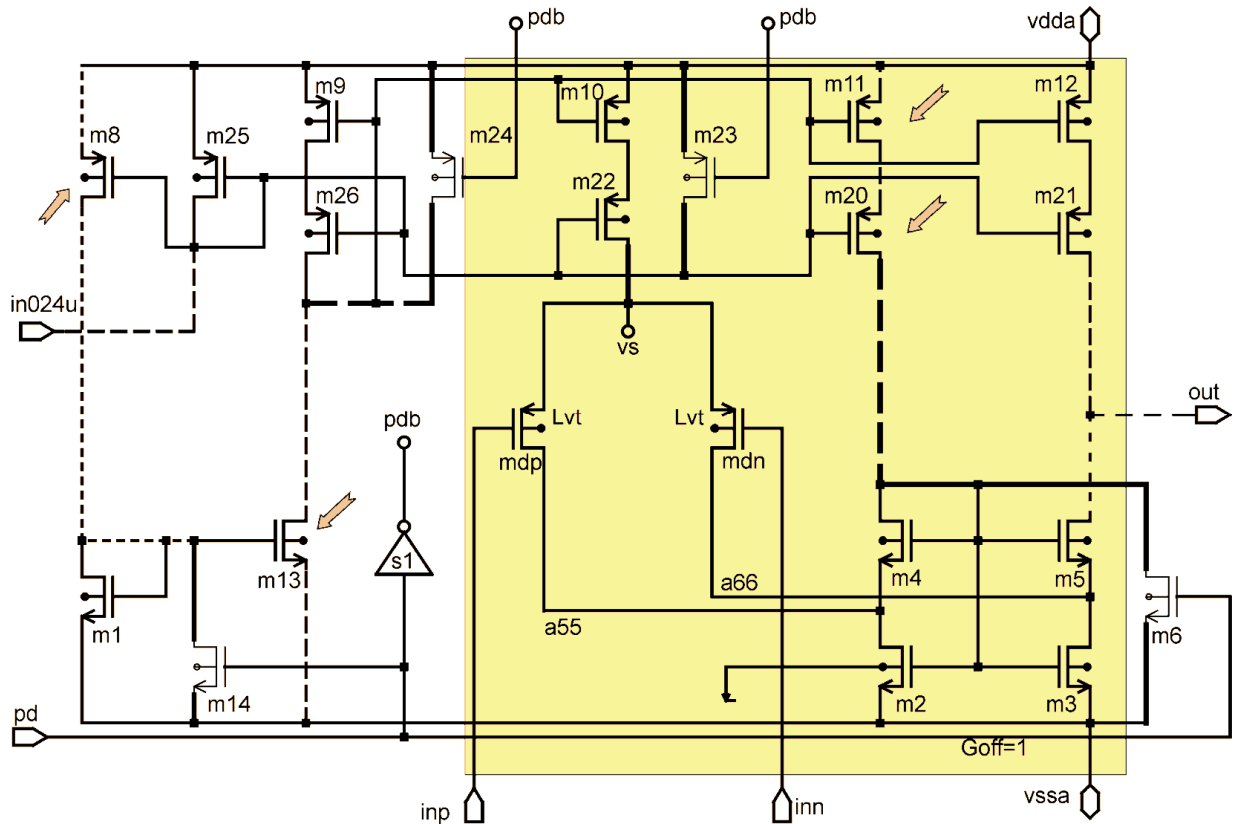 pdb
pdb
vdda
m9
m10
m11
m12
m8
m25
m24
m23
m26
m22
m20
m21
in024u
vs
out
pdb
Lvt
Lvt
mdp
mdn
s1
m13
m4
m5
a66
m1
a55
m6
m14
m2
m3
pd
Goff=1
inp
inn
vssa